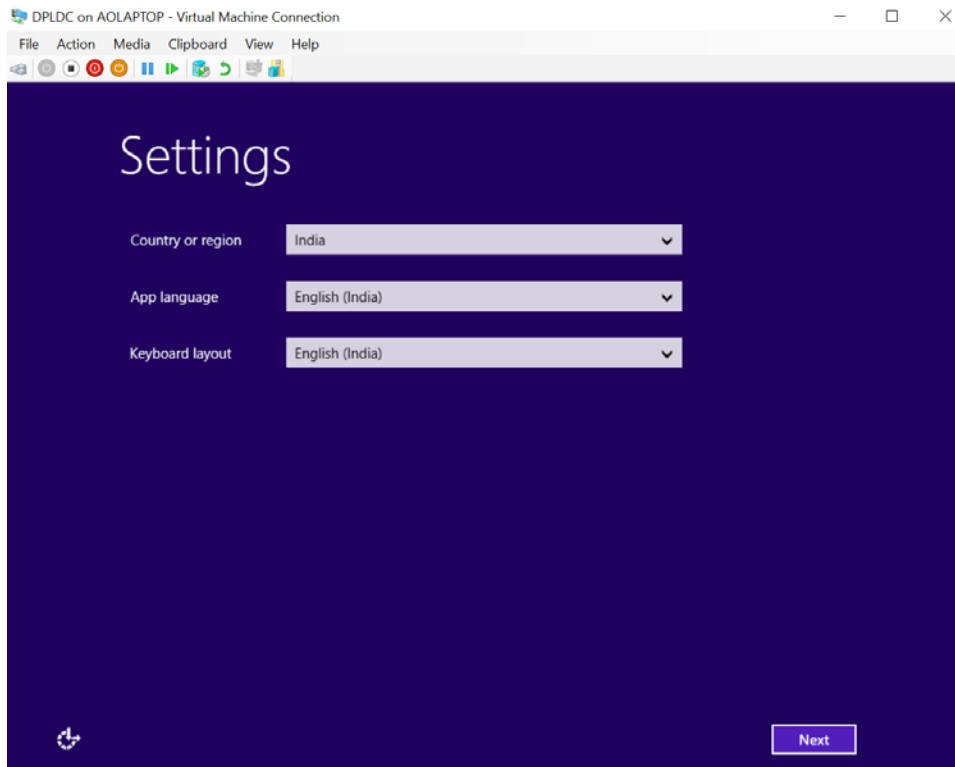 DPLDC on AOLAPTOP - Virtual Machine Connection
File Action Media Clipboard View Help
Settings
Country or region India
App language English (India)
Keyboard layout English (India)
Next